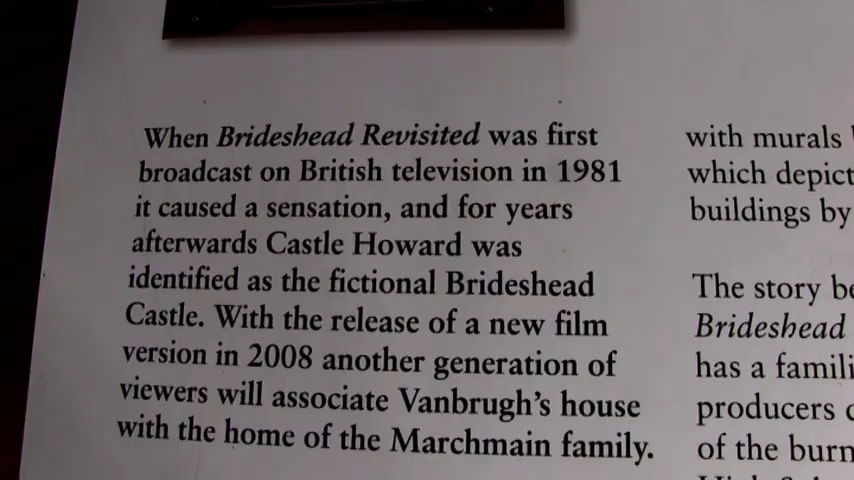 When Brideshead Revisited was first
broadcast on British television in 1981
it caused a sensation, and for years
afterwards Castle Howard was
identified as the fictional Brideshead
Castle. With the release of a new film
version in 2008 another generation of
viewers will associate Vanbrugh's house
with the home of the Marchmain family.
with murals
which depict
buildings by
The story
Brideshead
has a
producers
of the